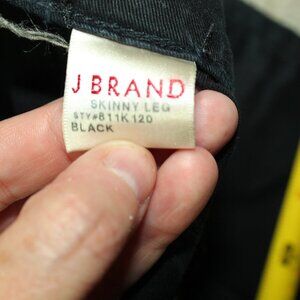 J BRAND
SKINNY LEG
STY#811K120
BLACK